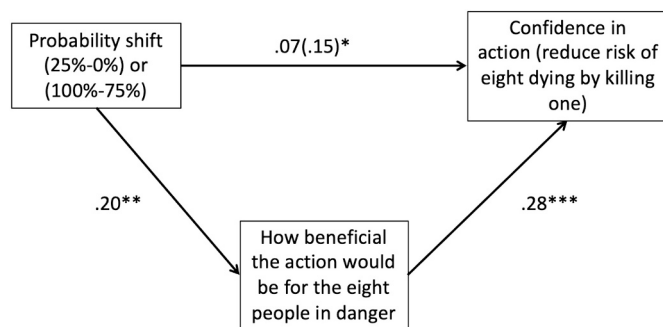 Probability shift
(25%-0%) or
(100%-75%)
.07(.15)*
Confidence in
action (reduce risk of
eight dying by killing
one)
.20**
.28***
How beneficial
the action would
be for the eight
people in danger